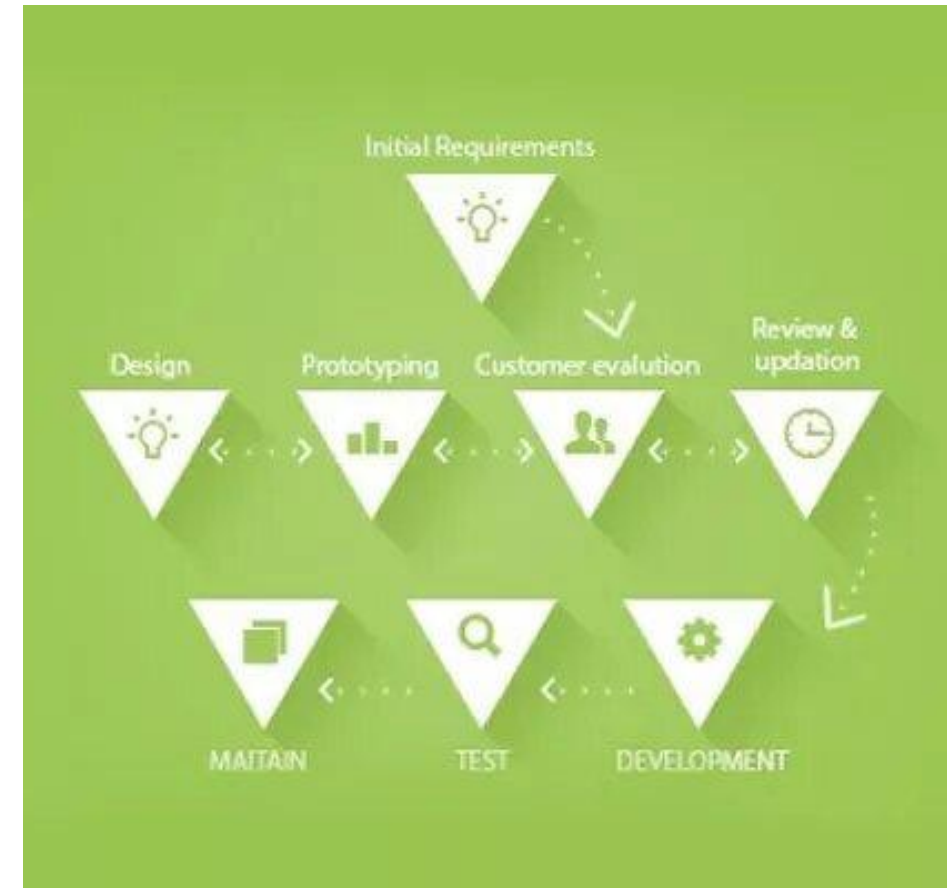 Initial Requirements
Design
Prototyping
Customer evalution
Review &
updation
MAITAIN
TEST
DEVELOPMENT